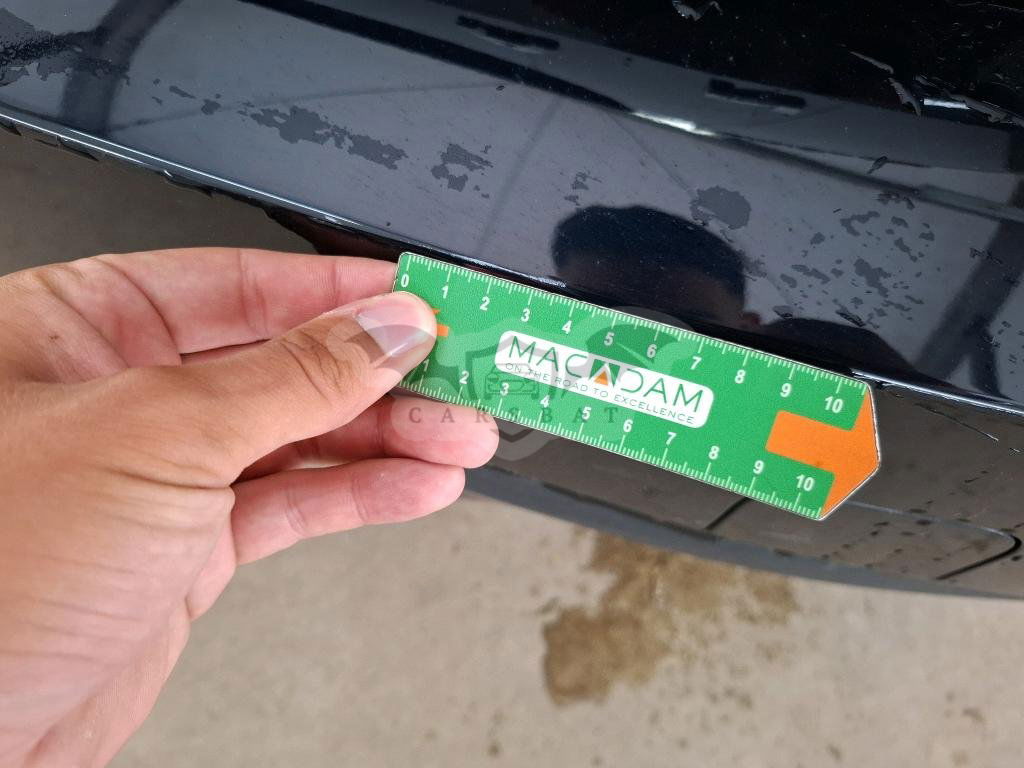 0 1 2 3 4 5 6 7 8 9 10
MACADAM
ON THE ROAD TO EXCELLENCE
CARSBAT
1 2 3 4 5 6 7 8 9 10